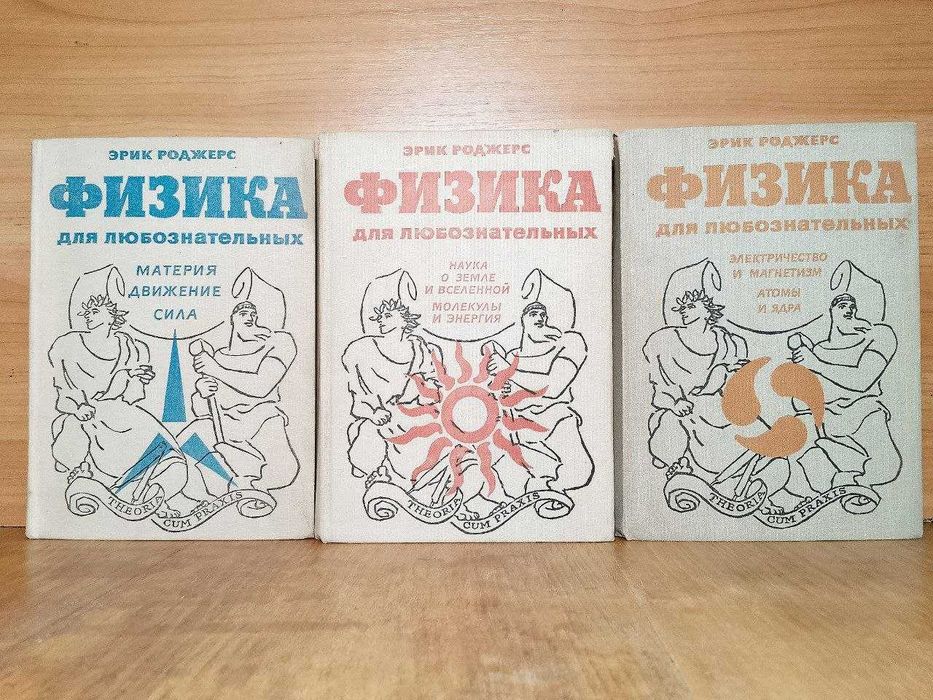 ЭРИК РОДЖЕРС
ФИЗИКА
ДЛЯ ЛЮБОЗНАТЕЛЬНЫХ
МАТЕРИЯ
ДВИЖЕНИЕ
СИЛА
THEORIA
CUM PRAXIS
ЭРИК РОДЖЕРС
ФИЗИКА
ДЛЯ ЛЮБОЗНАТЕЛЬНЫХ
НАУКА
О ЗЕМЛЕ
И ВСЕЛЕННОЙ
МОЛЕКУЛЫ
И ЭНЕРГИЯ
THEORIA
CUM PRAXIS
ЭРИК РОДЖЕРС
ФИЗИКА
ДЛЯ ЛЮБОЗНАТЕЛЬНЫХ
ЭЛЕКТРИЧЕСТВО
И МАГНЕТИЗМ
АТОМЫ
И ЯДРА
THEORIA
CUM PRAXIS